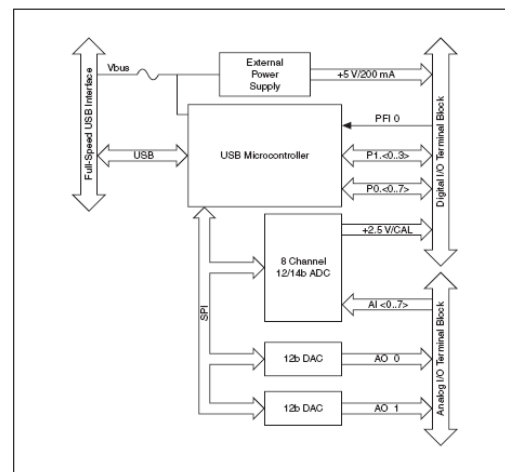 Vbus
External
Power
Supply
+5 V/200 mA
Full-Speed USB Interface
USB
USB Microcontroller
PFI 0
P1.<0..3>
P0.<0..7>
Digital I/O Terminal Block
+2.5 V/CAL
8 Channel
12/14b ADC
AI <0..7>
SPI
12b DAC
AO 0
12b DAC
AO 1
Analog I/O Terminal Block